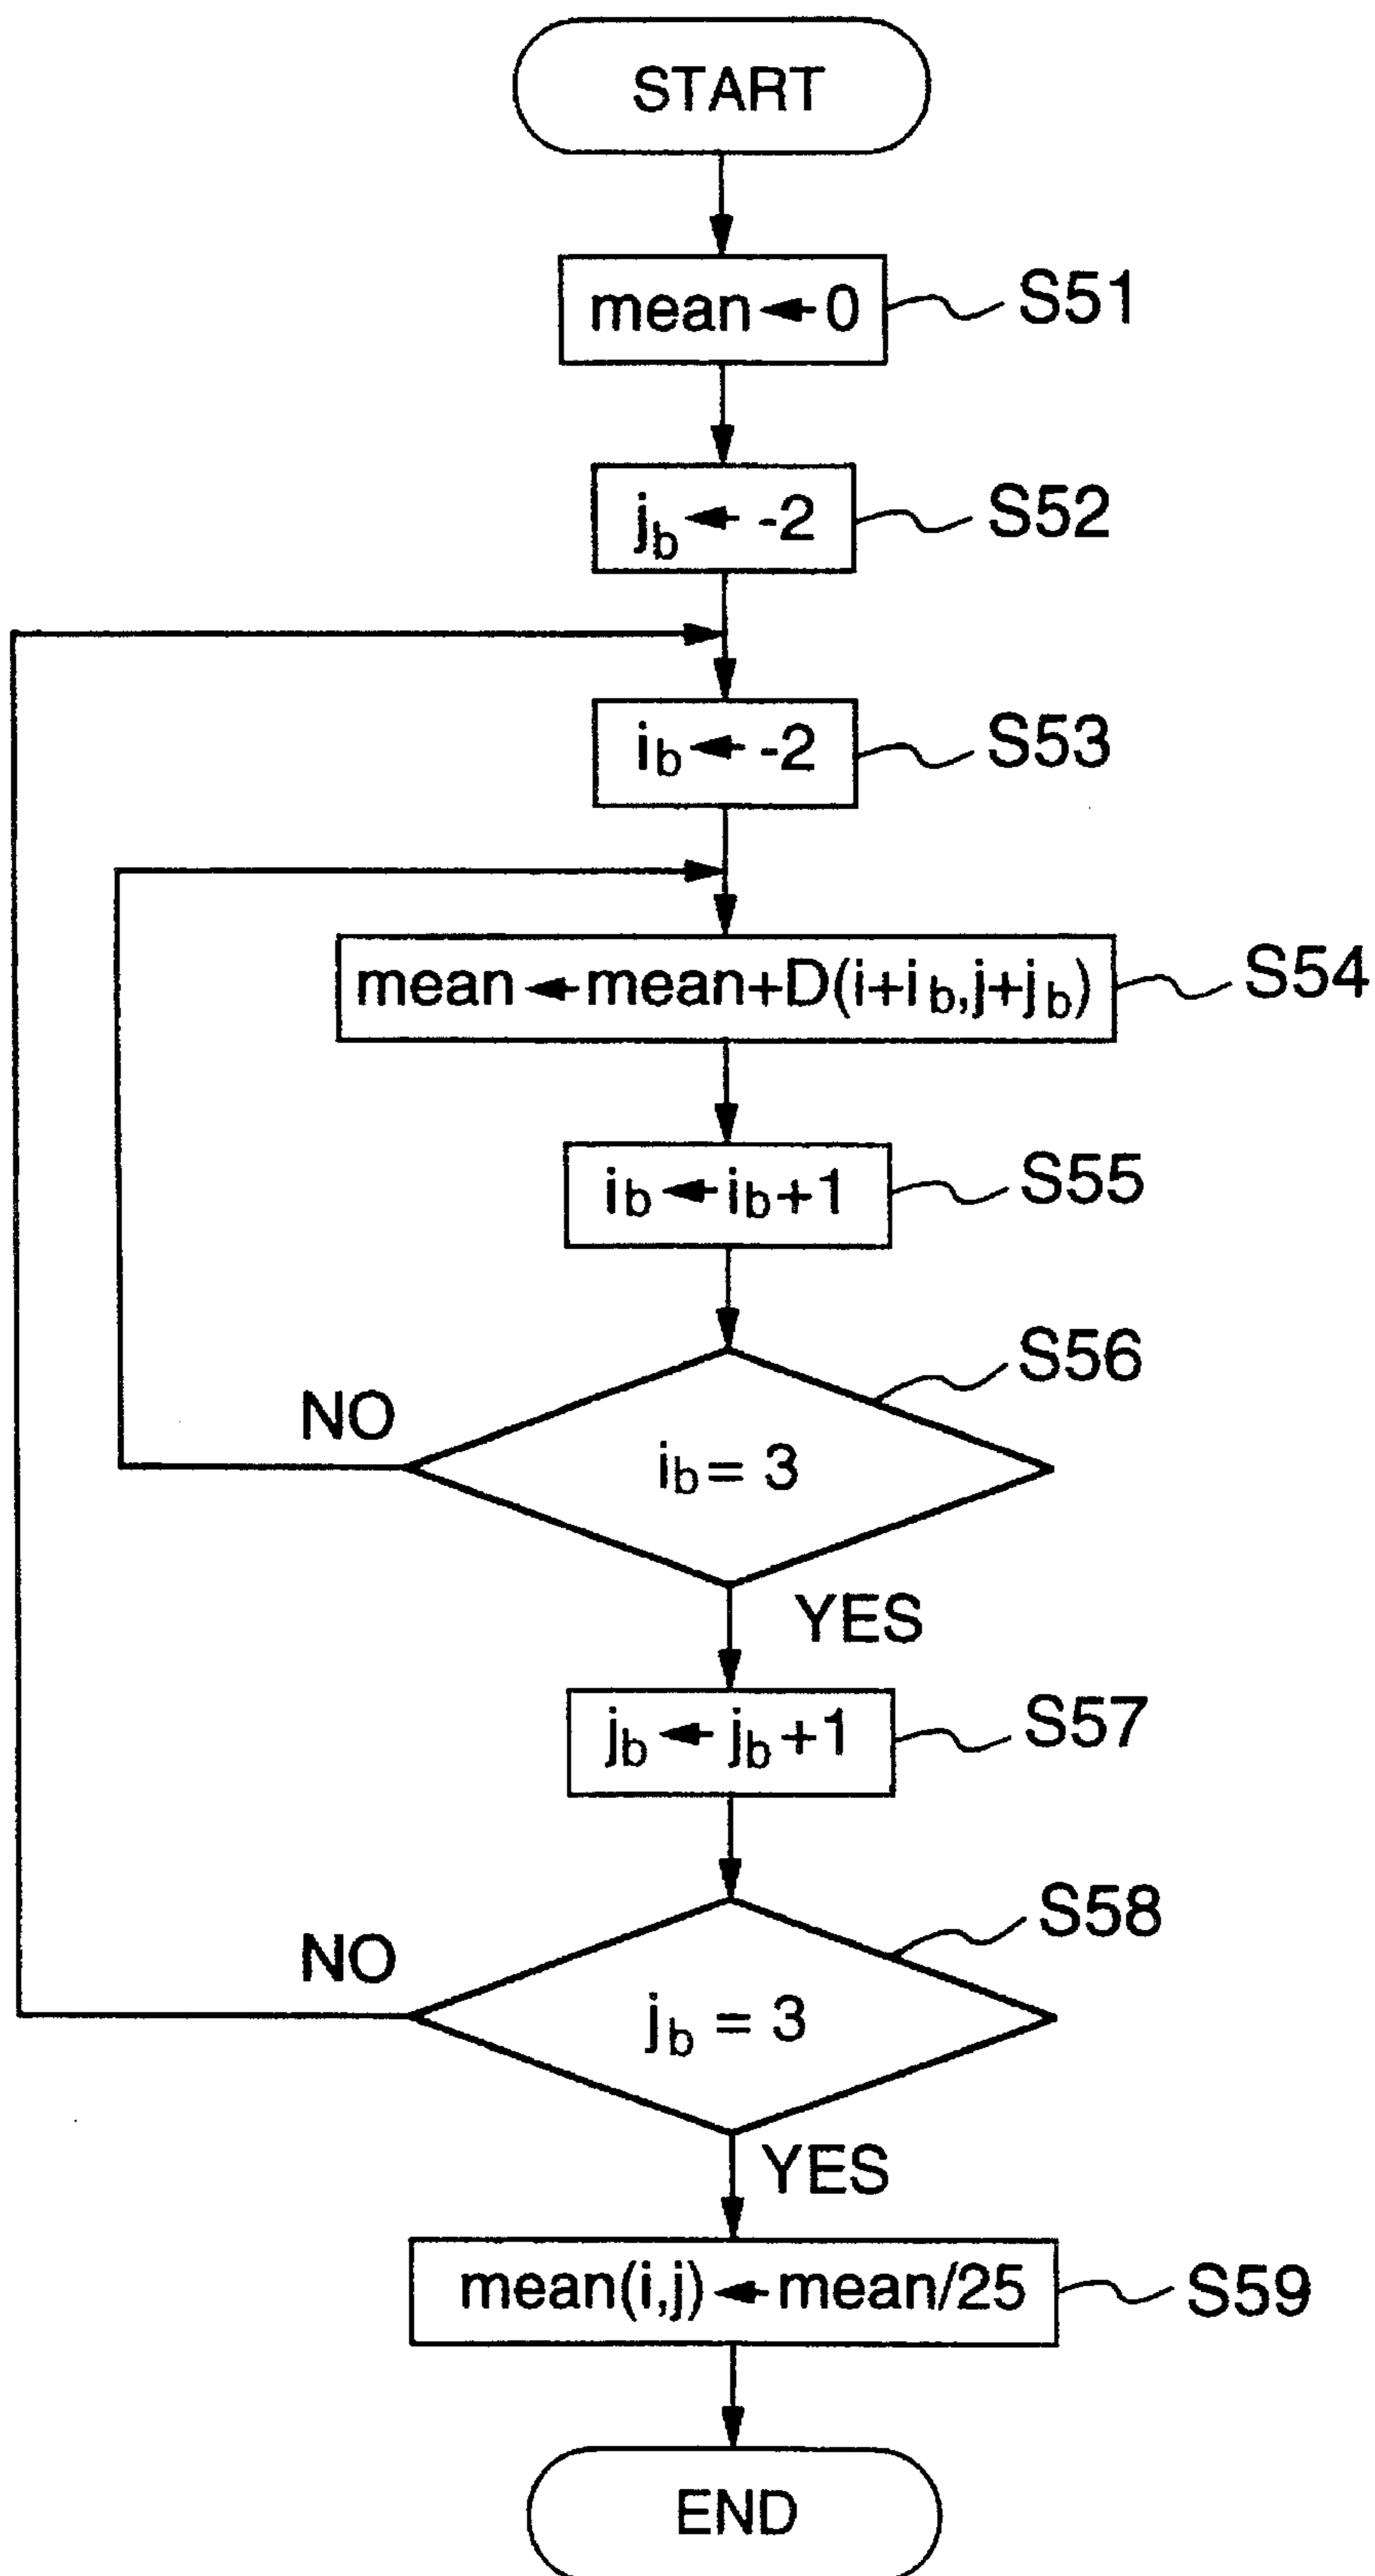 START
mean←0 S51
jb← -2 S52
ib← -2 S53
mean←mean+D(i+ib,j+jb) S54
ib←ib+1 S55
S56
NO
ib= 3
YES
jb← jb+1 S57
S58
NO
jb = 3
YES
mean(i,j)←mean/25 S59
END